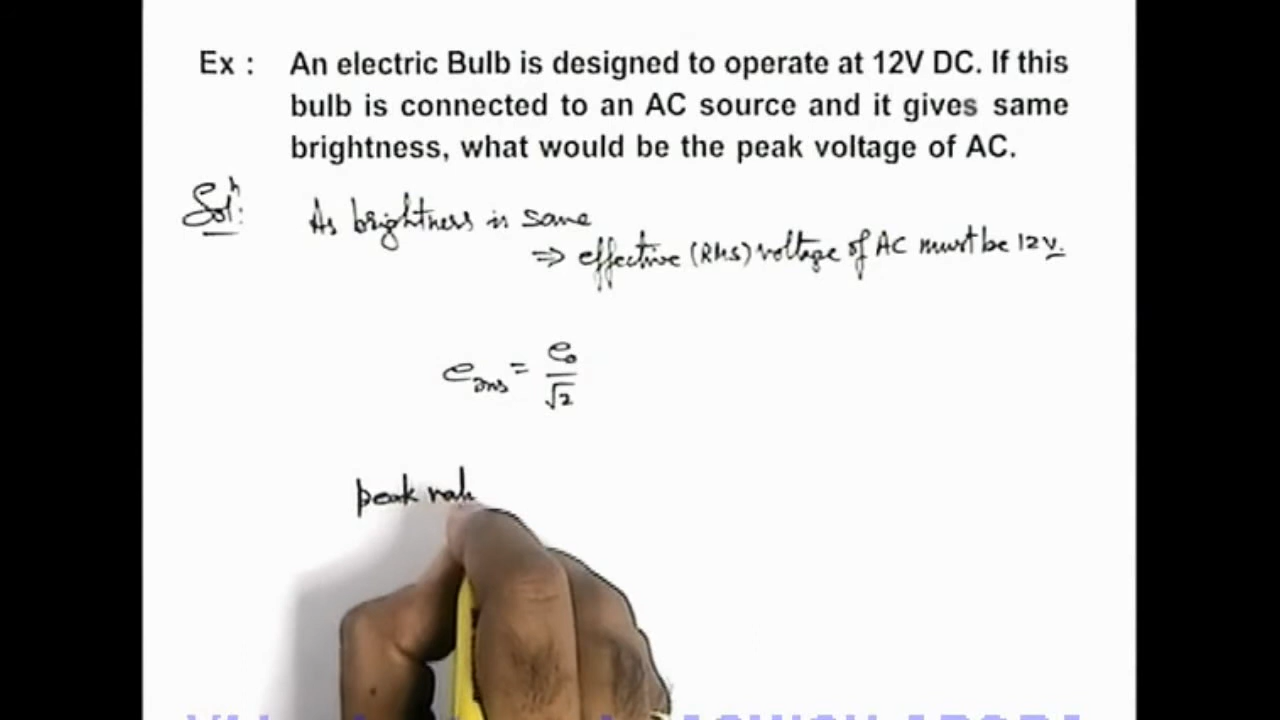 Ex : An electric Bulb is designed to operate at 12V DC. If this
bulb is connected to an AC source and it gives same
brightness, what would be the peak voltage of AC.
Solⁿ:
As brightness is same
⇒ effective (RMS) voltage of AC must be 12V.
e_rms = e₀/√2
peak valu